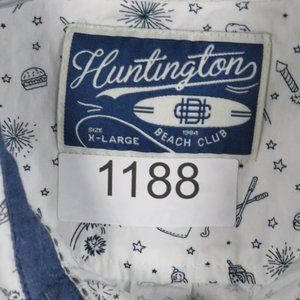 Huntington
SIZE
X-LARGE
1984
BEACH CLUB
1188